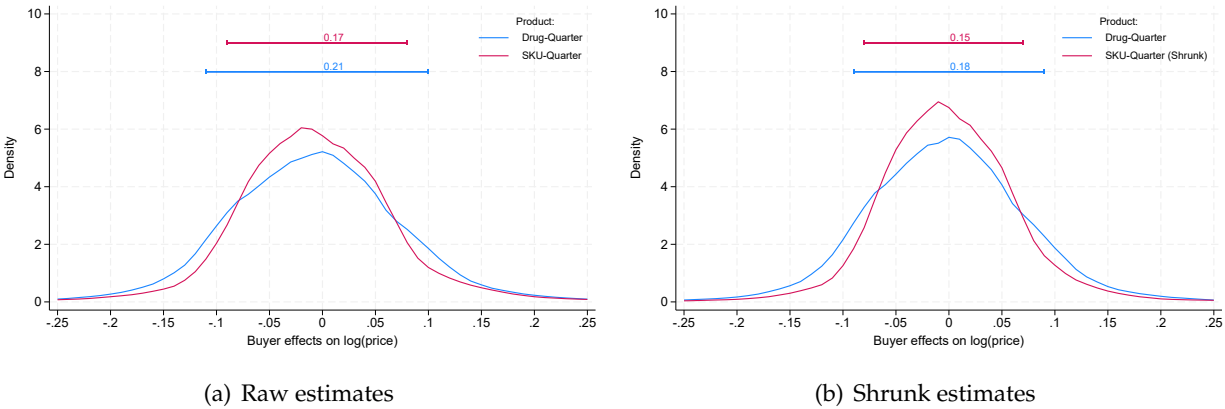 Product:
Drug-Quarter
SKU-Quarter
0.17
0.21
10
8
6
4
2
0
Density
-.25 -.2 -.15 -.1 -.05 0 .05 .1 .15 .2 .25
Buyer effects on log(price)
(a) Raw estimates
Product:
Drug-Quarter
SKU-Quarter (Shrunk)
0.15
0.18
10
8
6
4
2
0
Density
-.25 -.2 -.15 -.1 -.05 0 .05 .1 .15 .2 .25
Buyer effects on log(price)
(b) Shrunk estimates